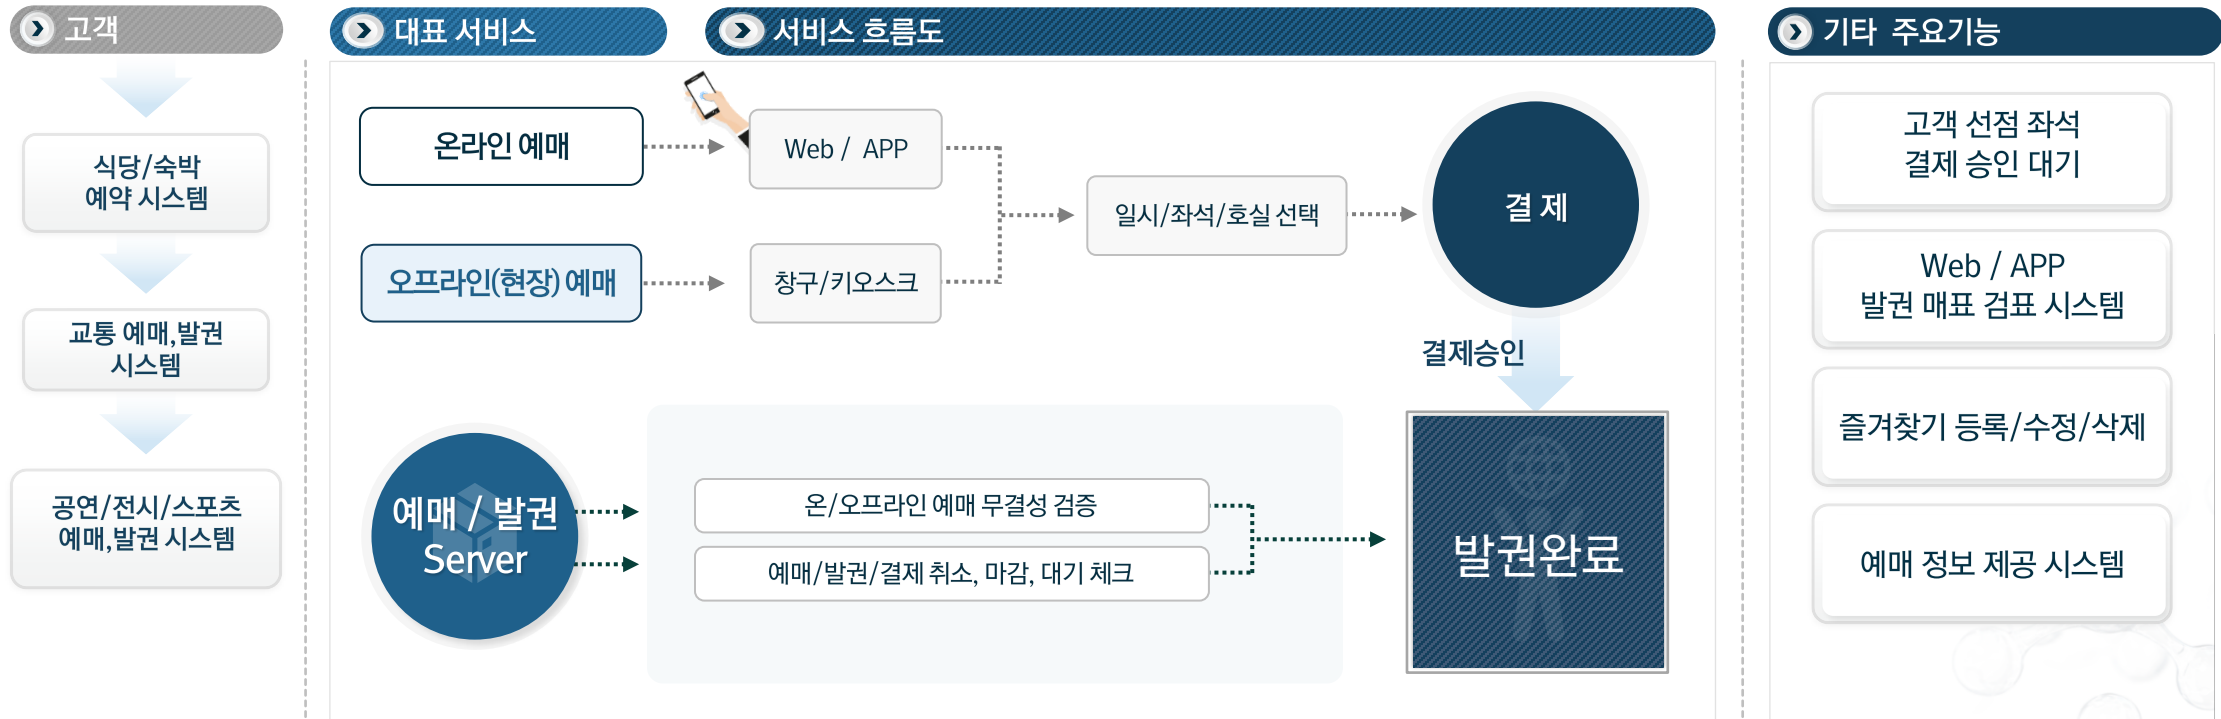 고객
식당/숙박
예약 시스템
교통 예매,발권
시스템
공연/전시/스포츠
예매,발권 시스템
대표 서비스
서비스 흐름도
온라인 예매
Web / APP
오프라인(현장) 예매
창구/키오스크
일시/좌석/호실 선택
결 제
결제승인
예매 / 발권
Server
온/오프라인 예매 무결성 검증
예매/발권/결제 취소, 마감, 대기 체크
발권완료
기타 주요기능
고객 선점 좌석
결제 승인 대기
Web / APP
발권 매표 검표 시스템
즐겨찾기 등록/수정/삭제
예매 정보 제공 시스템